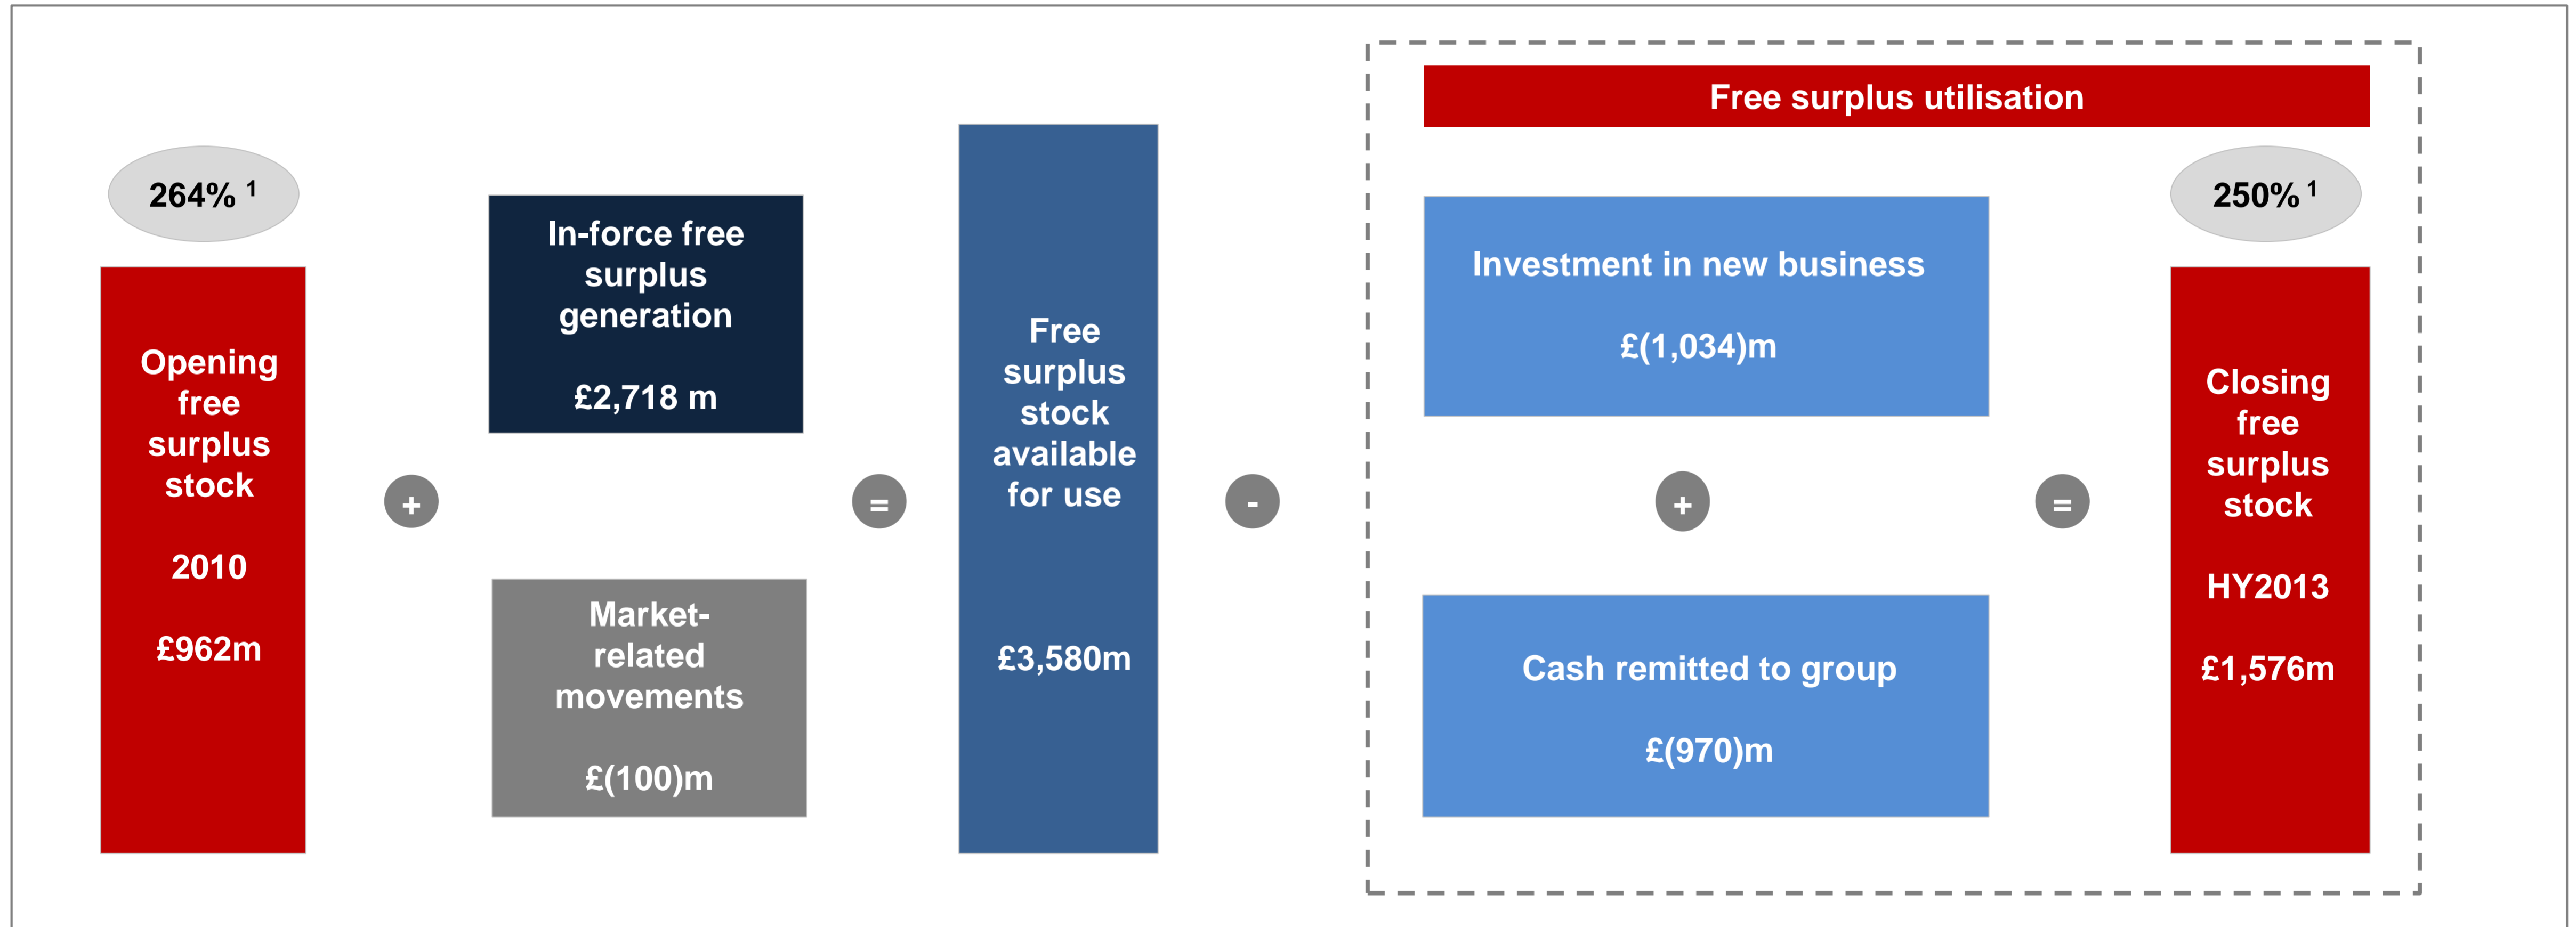 264% 1
Opening
free
surplus
stock
2010
£962m
+
In-force free
surplus
generation
£2,718 m
Market-
related
movements
£(100)m
=
Free
surplus
stock
available
for use
£3,580m
-
Free surplus utilisation
Investment in new business
£(1,034)m
+
Cash remitted to group
£(970)m
=
250% 1
Closing
free
surplus
stock
HY2013
£1,576m